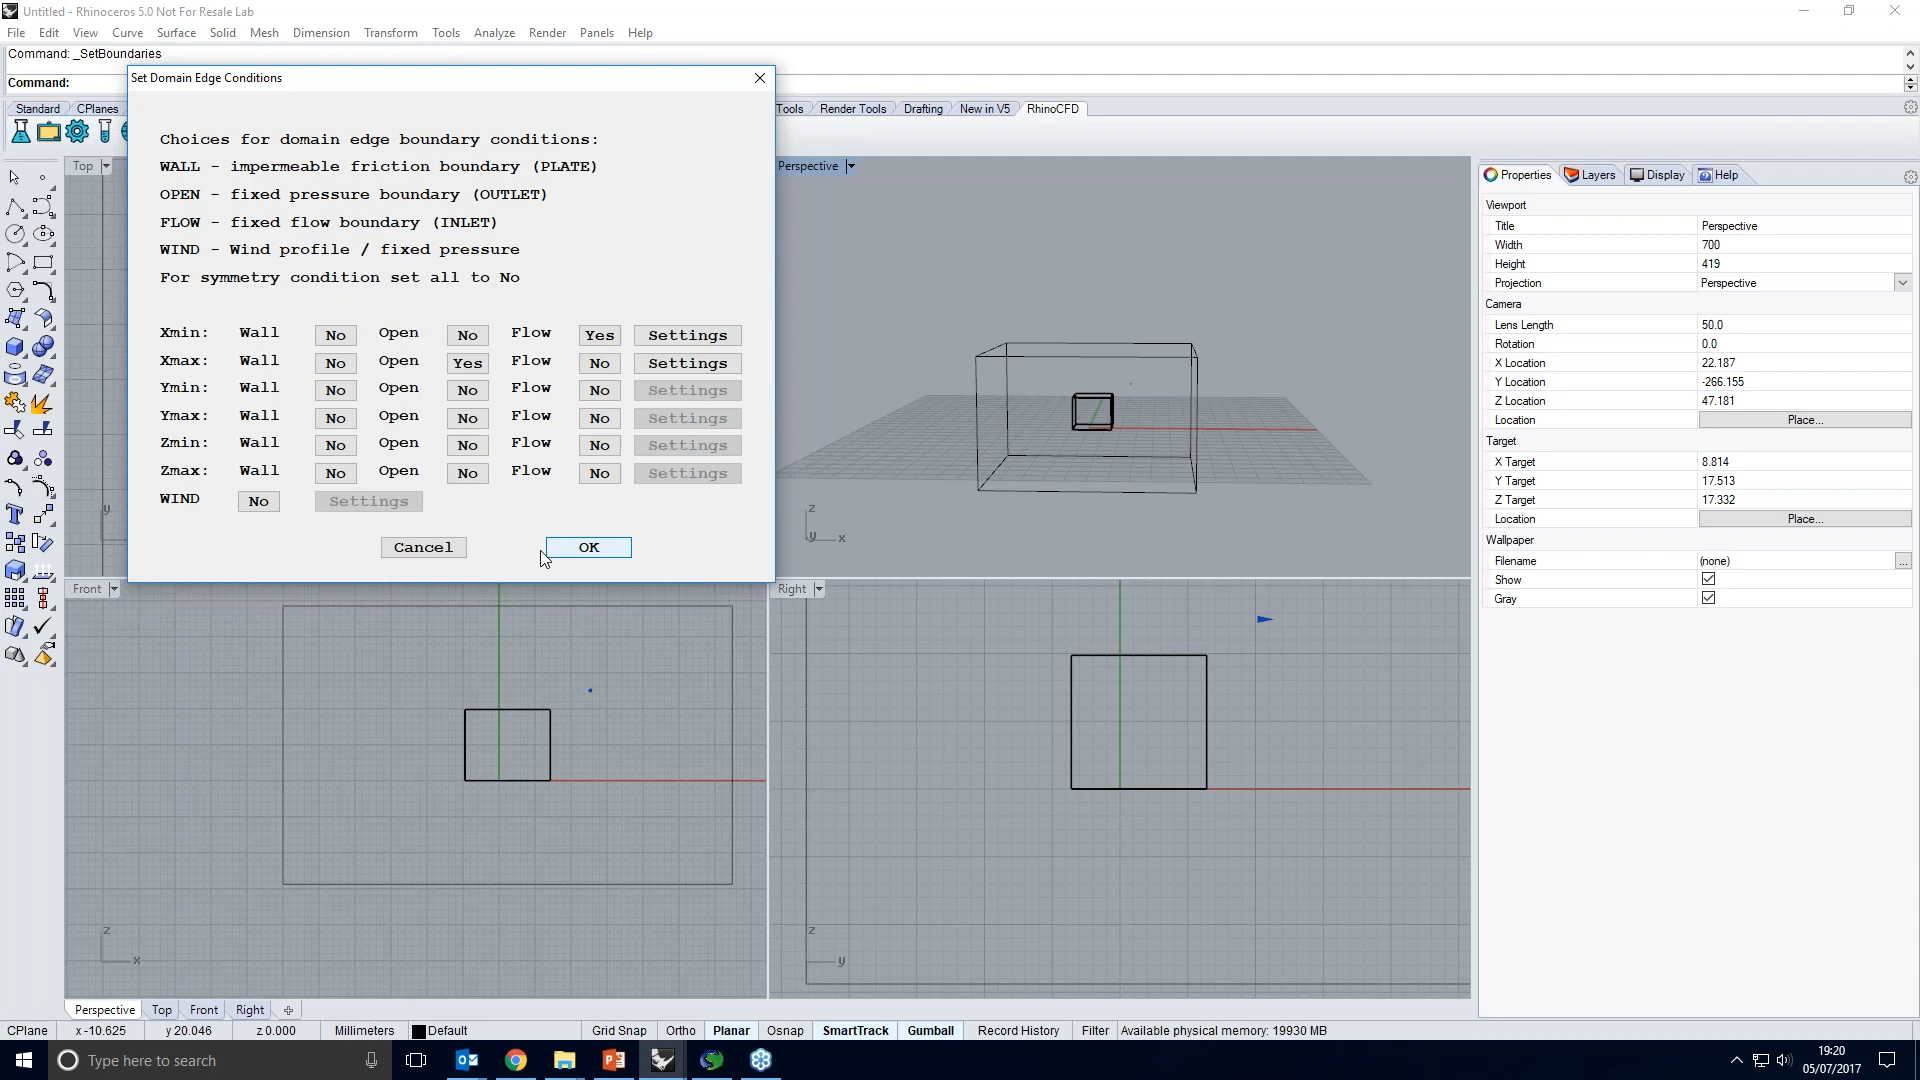 Untitled - Rhinoceros 5.0 Not For Resale Lab
File Edit View Curve Surface Solid Mesh Dimension Transform Tools Analyze Render Panels Help
Command: _SetBoundaries
Command:
Set Domain Edge Conditions
Standard CPlanes Tools Render Tools Drafting New in V5 RhinoCFD
Choices for domain edge boundary conditions:
WALL - impermeable friction boundary (PLATE)
OPEN - fixed pressure boundary (OUTLET)
FLOW - fixed flow boundary (INLET)
WIND - Wind profile / fixed pressure
For symmetry condition set all to No
Xmin: Wall No Open No Flow Yes Settings
Xmax: Wall No Open Yes Flow No Settings
Ymin: Wall No Open No Flow No Settings
Ymax: Wall No Open No Flow No Settings
Zmin: Wall No Open No Flow No Settings
Zmax: Wall No Open No Flow No Settings
WIND No Settings
Cancel OK
Top
y
Perspective
z
y x
Front
z
x
Right
z
y
Properties Layers Display Help
Viewport
Title Perspective
Width 700
Height 419
Projection Perspective
Camera
Lens Length 50.0
Rotation 0.0
X Location 22.187
Y Location -266.155
Z Location 47.181
Location Place...
Target
X Target 8.814
Y Target 17.513
Z Target 17.332
Location Place...
Wallpaper
Filename (none) ...
Show
Gray
Perspective Top Front Right
CPlane x -10.625 y 20.046 z 0.000 Millimeters Default Grid Snap Ortho Planar Osnap SmartTrack Gumball Record History Filter Available physical memory: 19930 MB
Type here to search
19:20
05/07/2017